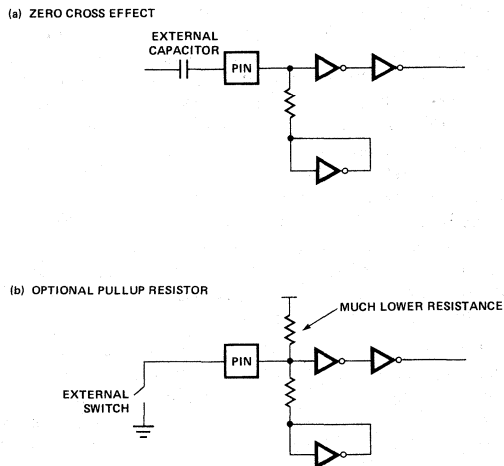 (a) ZERO CROSS EFFECT
EXTERNAL
CAPACITOR
PIN
(b) OPTIONAL PULLUP RESISTOR
MUCH LOWER RESISTANCE
PIN
EXTERNAL
SWITCH